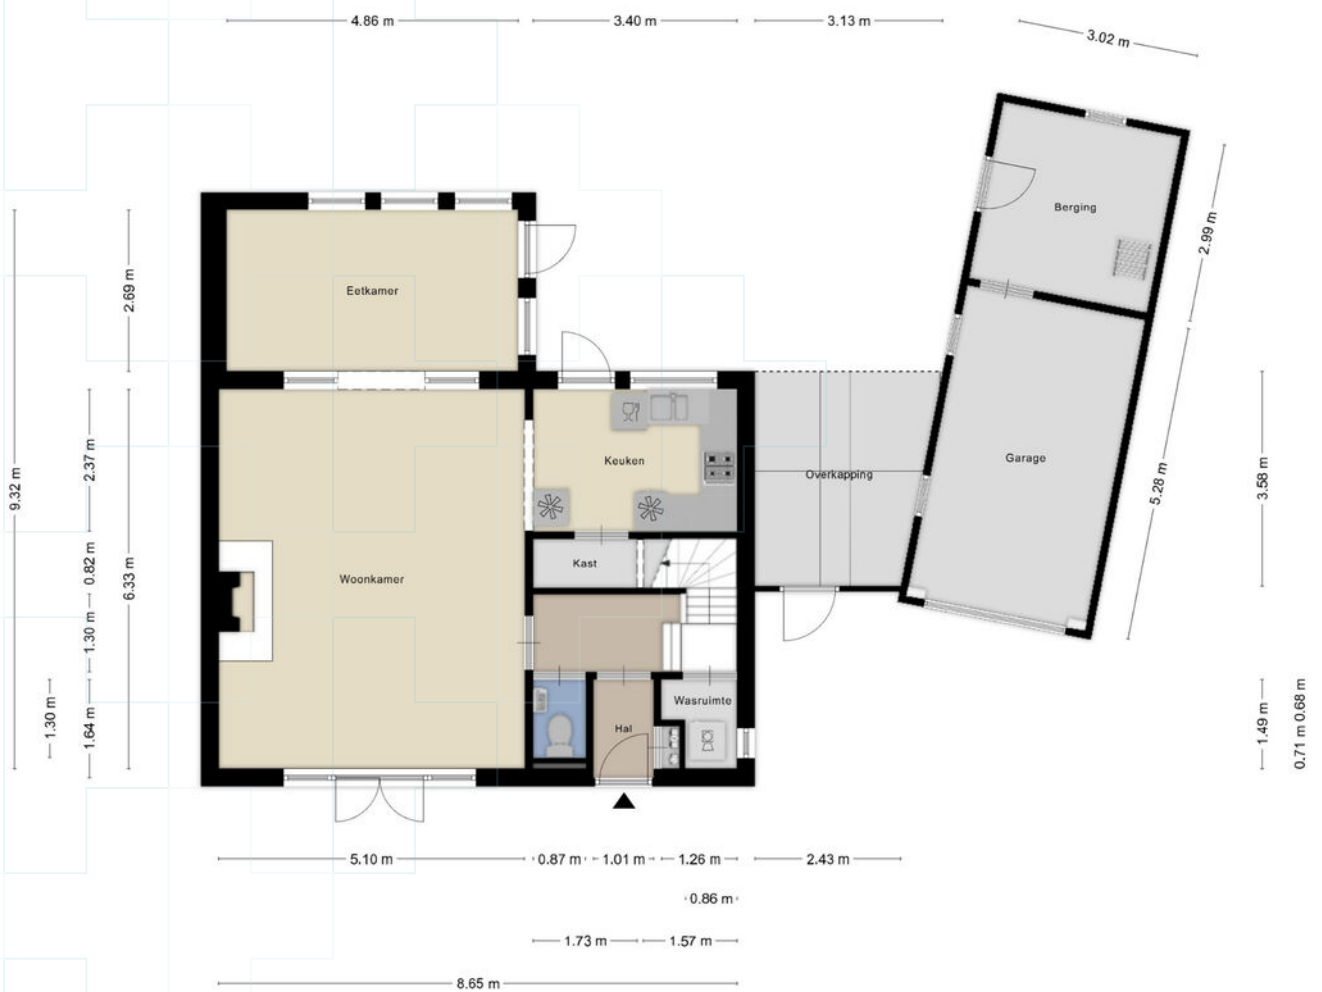 4.86 m
3.40 m
3.13 m
3.02 m
Berging
2.99 m
Eetkamer
2.69 m
Keuken
Overkapping
Garage
5.28 m
3.58 m
9.32 m
2.37 m
Kast
Woonkamer
0.82 m
6.33 m
1.30 m
Wasruimte
Hal
1.30 m
1.64 m
1.49 m
0.71 m
0.68 m
5.10 m
0.87 m
1.01 m
1.26 m
2.43 m
0.86 m
1.73 m
1.57 m
8.65 m